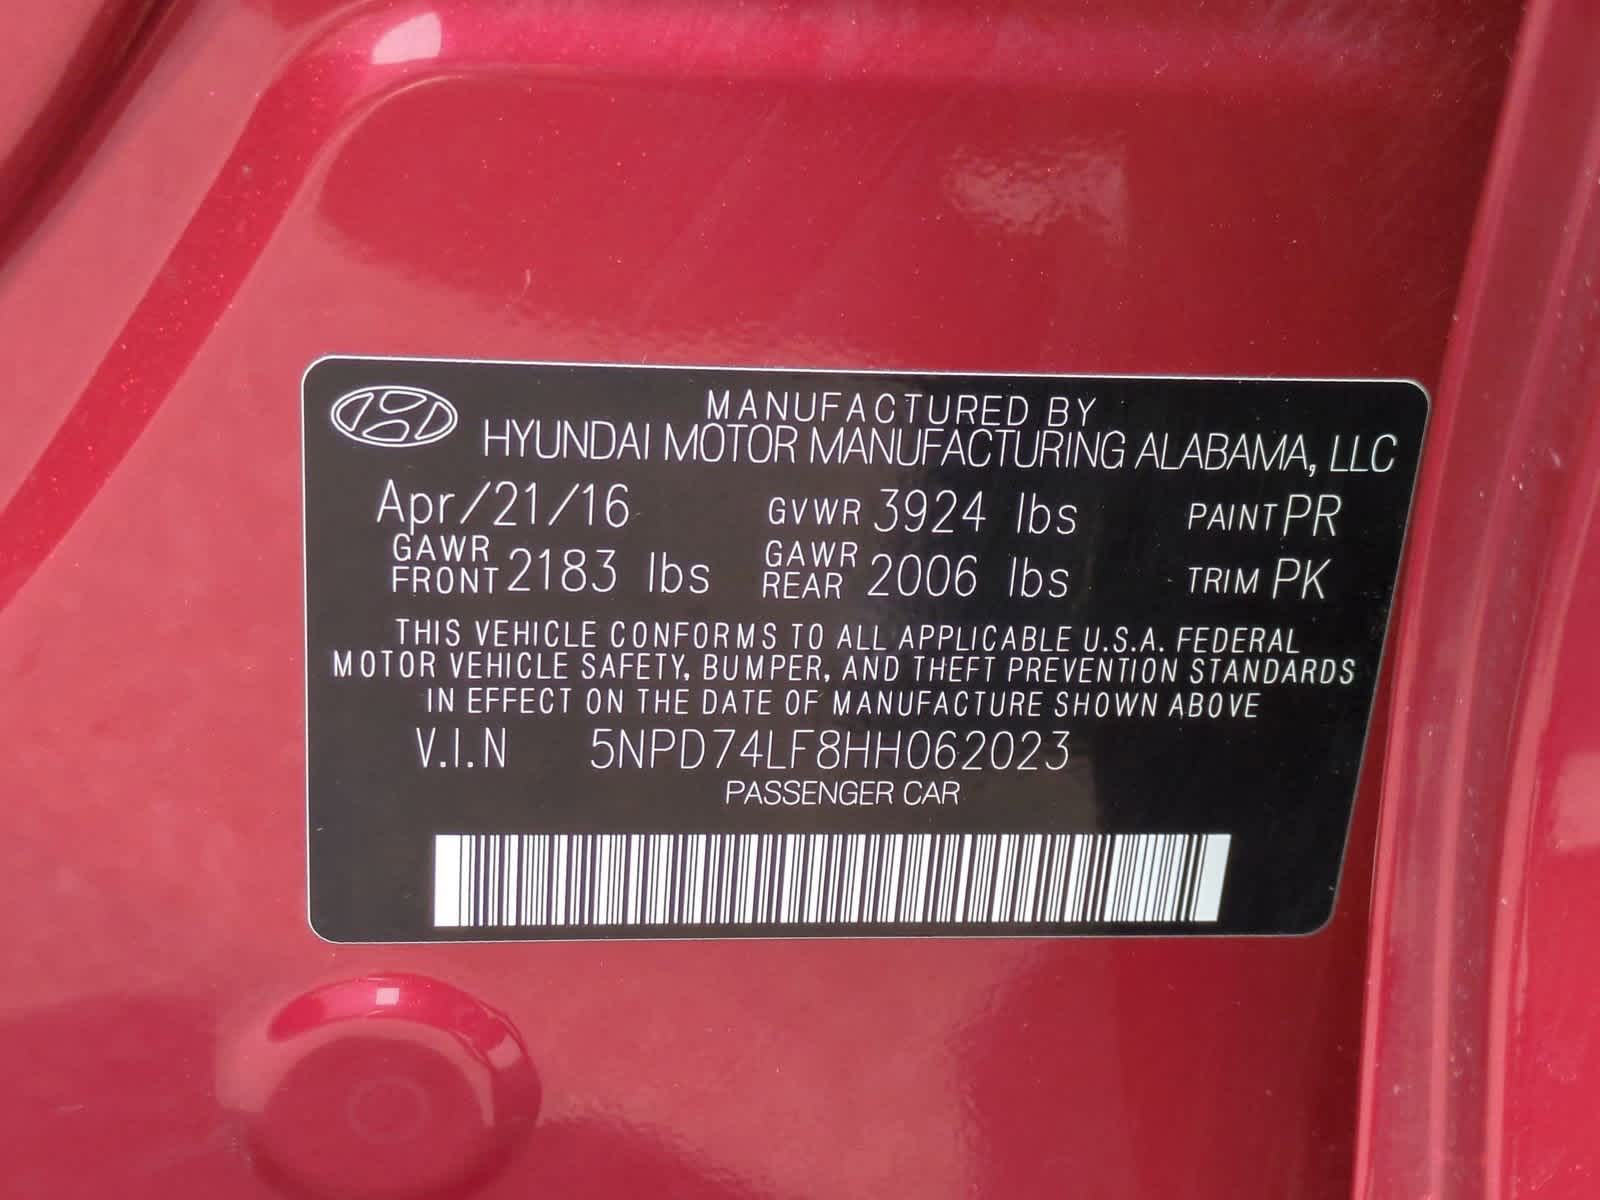 MANUFACTURED BY
HYUNDAI MOTOR MANUFACTURING ALABAMA, LLC
Apr/21/16 GVWR 3924 lbs PAINT PR
GAWR FRONT 2183 lbs GAWR REAR 2006 lbs TRIM PK
THIS VEHICLE CONFORMS TO ALL APPLICABLE U.S.A. FEDERAL
MOTOR VEHICLE SAFETY, BUMPER, AND THEFT PREVENTION STANDARDS
IN EFFECT ON THE DATE OF MANUFACTURE SHOWN ABOVE
V.I.N 5NPD74LF8HH062023
PASSENGER CAR